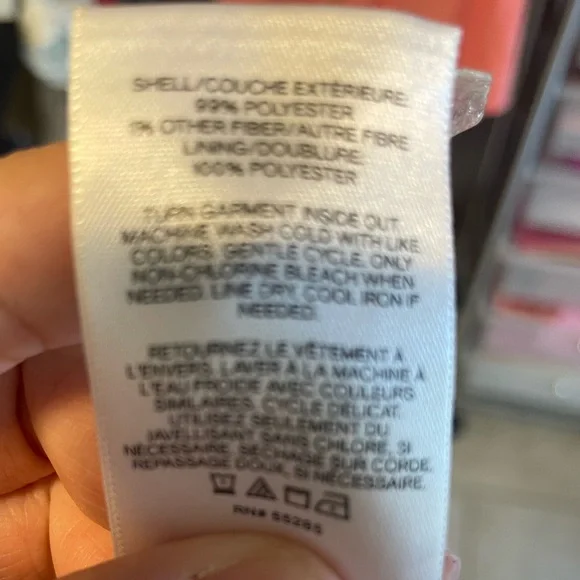 SHELL/COUCHE EXTÉRIEURE:
99% POLYESTER
1% OTHER FIBER/AUTRE FIBRE
LINING/DOUBLURE:
100% POLYESTER
TURN GARMENT INSIDE OUT.
MACHINE WASH COLD WITH LIKE
COLORS. GENTLE CYCLE. ONLY
NON-CHLORINE BLEACH WHEN
NEEDED. LINE DRY. COOL IRON IF
NEEDED.
RETOURNEZ LE VÊTEMENT À
L'ENVERS. LAVER À LA MACHINE À
L'EAU FROIDE AVEC COULEURS
SIMILAIRES, CYCLE DÉLICAT.
UTILISEZ SEULEMENT DU
JAVELLISANT SANS CHLORE, SI
NÉCESSAIRE. SÉCHAGE SUR CORDE.
REPASSAGE DOUX, SI NÉCESSAIRE.
RN# 55285